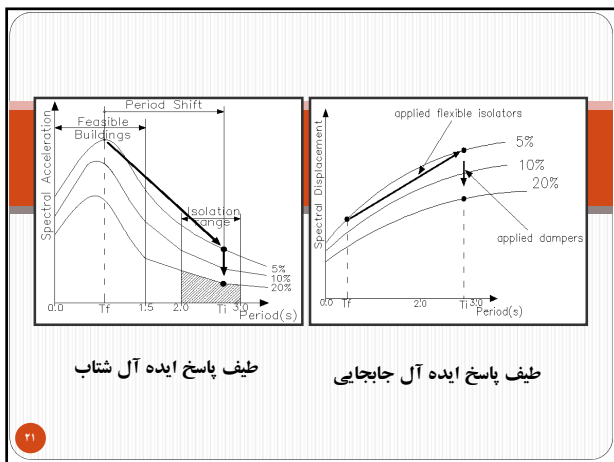 Period Shift
Feasible
Buildings
Spectral Acceleration
Isolation
range
5%
10%
20%
0.0 Tf 1.5 2.0 Ti 3.0
Period(s)
applied flexible isolators
Spectral Displacement
5%
10%
20%
applied dampers
0.0 Tf 2.0 Ti 3.0
Period(s)
طیف پاسخ ایده آل شتاب
طیف پاسخ ایده آل جابجایی
۲۱